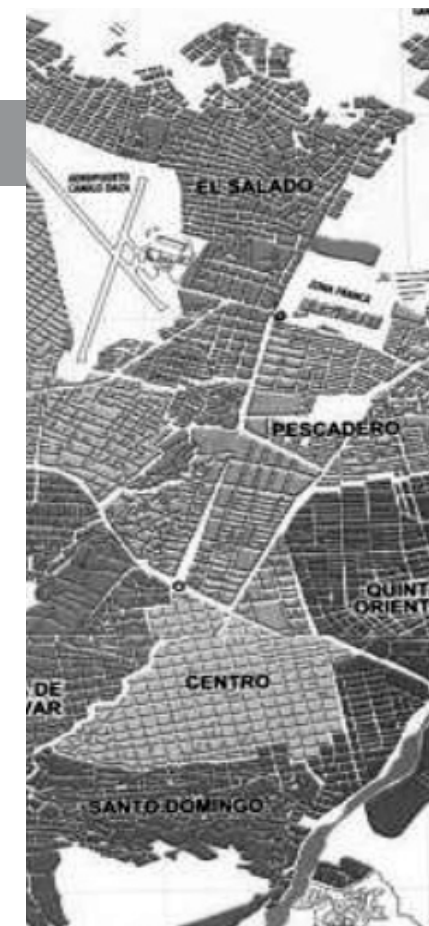 AEROPUERTO
CAMILO DAZA
EL SALADO
ZONA FRANCA
PESCADERO
QUINT
ORIENT
CENTRO
A DE
VAR
SANTO DOMINGO